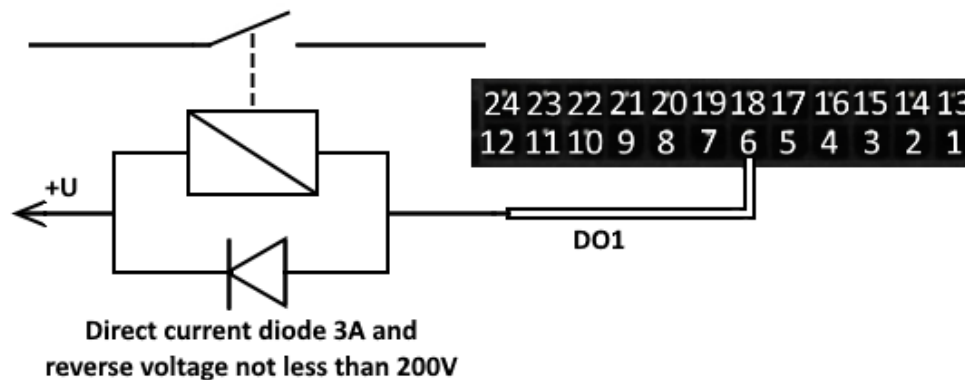 24 23 22 21 20 19 18 17 16 15 14 13
12 11 10 9 8 7 6 5 4 3 2 1
+U
DO1
Direct current diode 3A and
reverse voltage not less than 200V